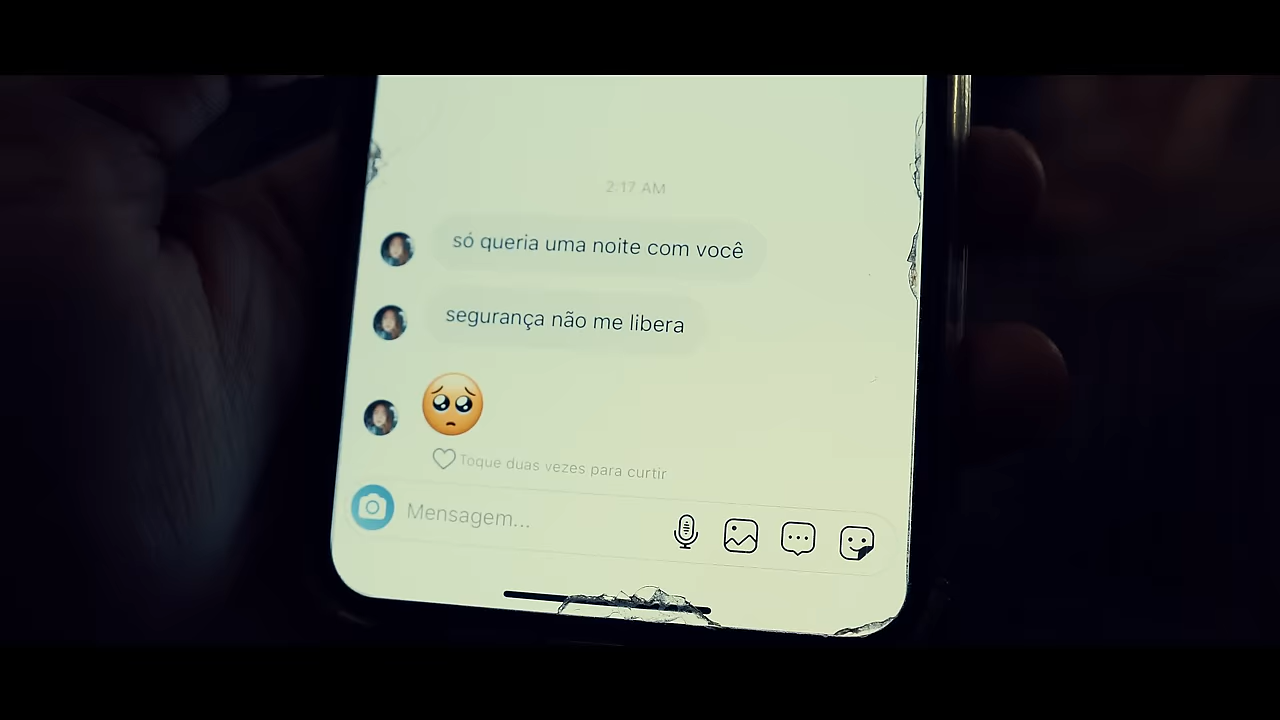 2:17 AM
só queria uma noite com você
segurança não me libera
🥺
Toque duas vezes para curtir
Mensagem...